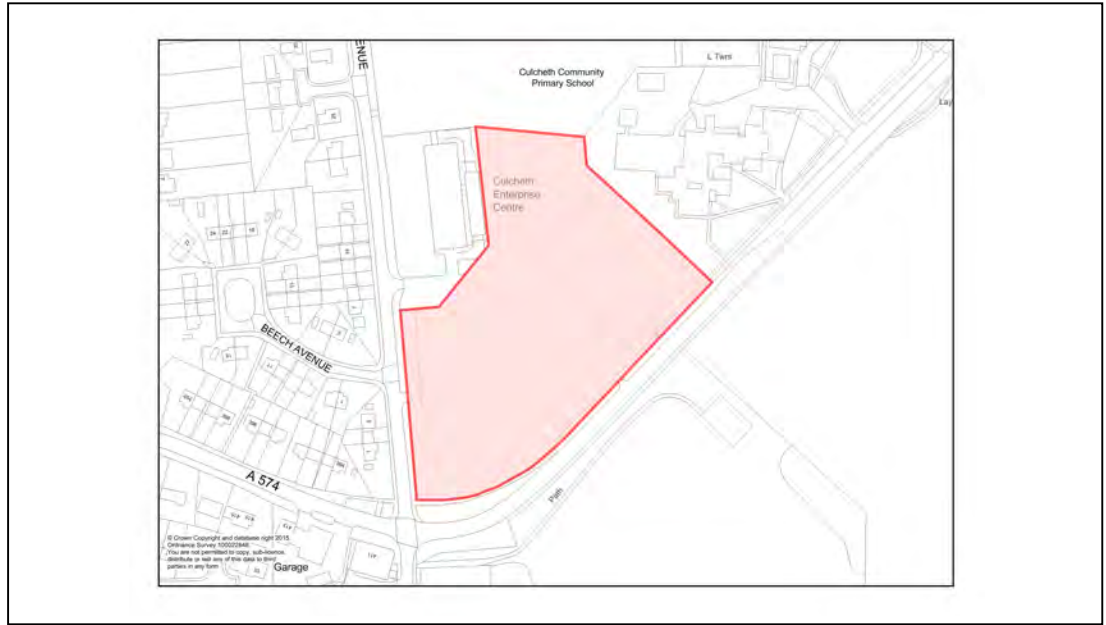 ENUE
L Twrs
Culcheth Community
Primary School
Lay
Culcheth
Enterprise
Centre
BEECH AVENUE
A 574
Path
© Crown Copyright and database right 2015.
Ordnance Survey 100022848.
You are not permitted to copy, sub-licence,
distribute or sell any of this data to third
parties in any form
Garage